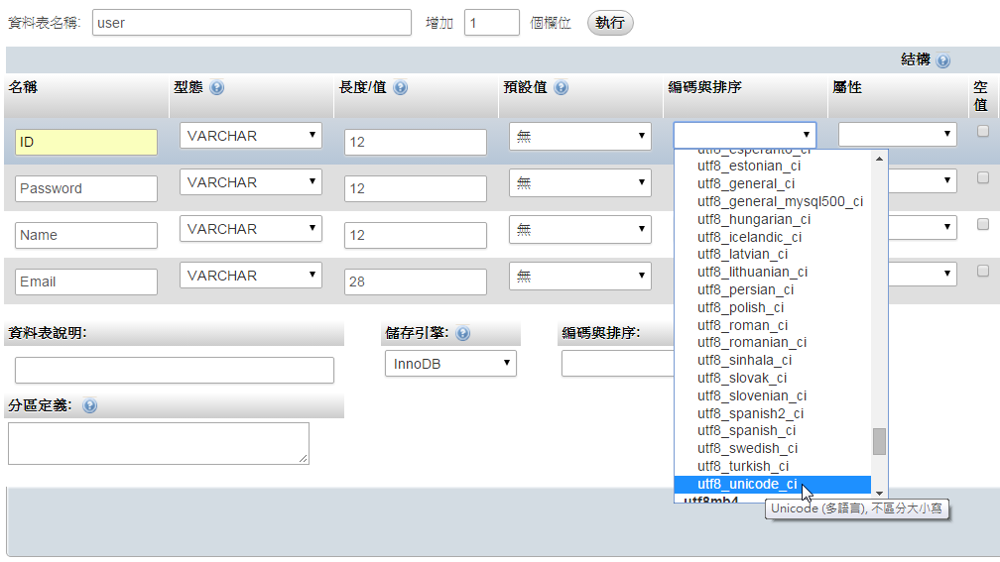 資料表名稱: user 增加 1 個欄位 執行
結構
名稱 型態 長度/值 預設值 編碼與排序 屬性 空值
ID VARCHAR 12 無
Password VARCHAR 12 無
Name VARCHAR 12 無
Email VARCHAR 28 無
utf8_esperanto_ci
utf8_estonian_ci
utf8_general_ci
utf8_general_mysql500_ci
utf8_hungarian_ci
utf8_icelandic_ci
utf8_latvian_ci
utf8_lithuanian_ci
utf8_persian_ci
utf8_polish_ci
utf8_roman_ci
utf8_romanian_ci
utf8_sinhala_ci
utf8_slovak_ci
utf8_slovenian_ci
utf8_spanish2_ci
utf8_spanish_ci
utf8_swedish_ci
utf8_turkish_ci
utf8_unicode_ci
utf8mb4
Unicode (多語言), 不區分大小寫
資料表說明: 儲存引擎: 編碼與排序:
InnoDB
分區定義: